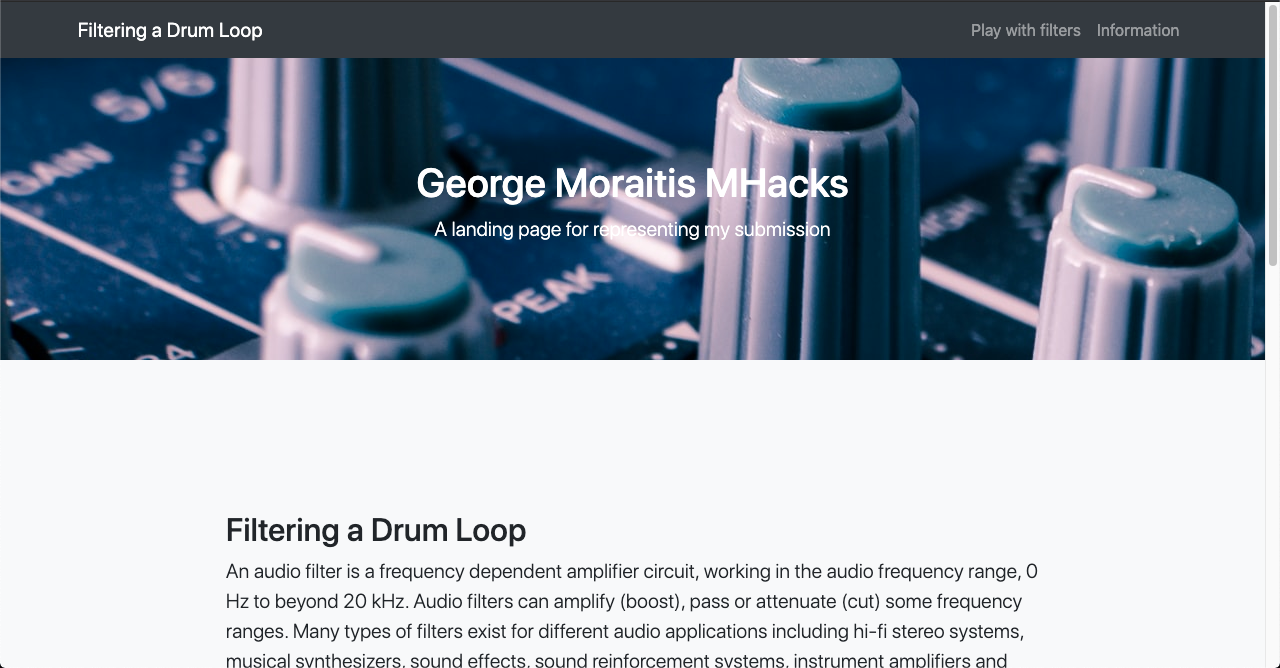 Filtering a Drum Loop
Play with filters
Information
5/6
GAIN
George Moraitis MHacks
A landing page for representing my submission
PEAK
Filtering a Drum Loop
An audio filter is a frequency dependent amplifier circuit, working in the audio frequency range, 0
Hz to beyond 20 kHz. Audio filters can amplify (boost), pass or attenuate (cut) some frequency
ranges. Many types of filters exist for different audio applications including hi-fi stereo systems,
musical synthesizers, sound effects, sound reinforcement systems, instrument amplifiers and